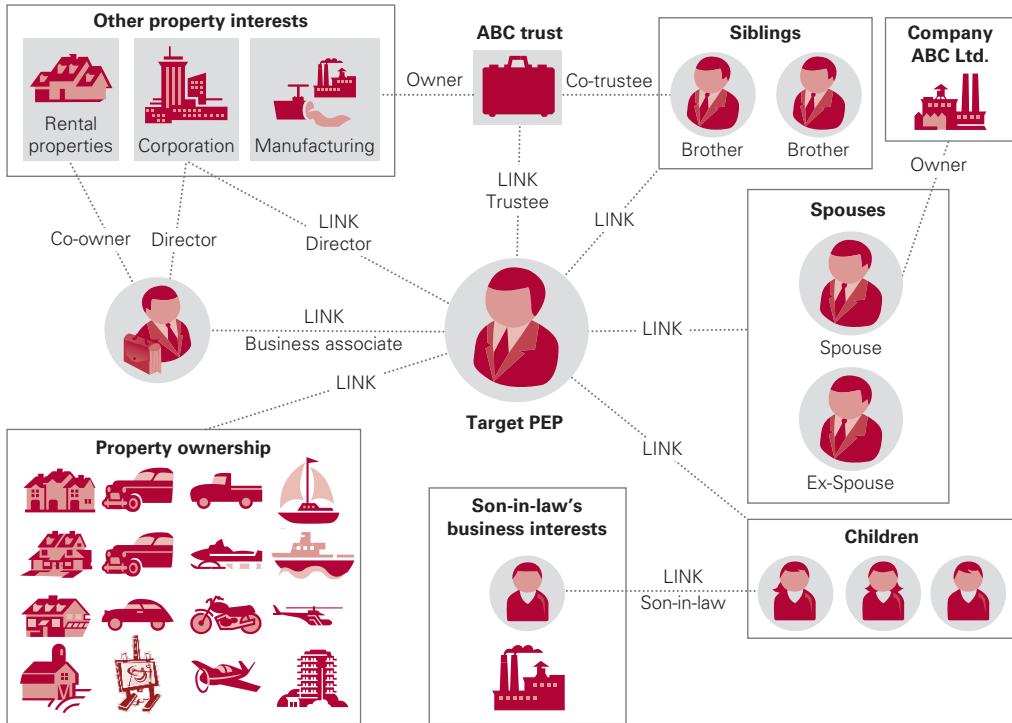 Other property interests
Rental
properties
Corporation
Manufacturing
Owner
ABC trust
Co-trustee
Siblings
Brother
Brother
Company
ABC Ltd.
Owner
Co-owner
Director
LINK
Director
LINK
Trustee
LINK
LINK
Business associate
LINK
Target PEP
LINK
Spouses
Spouse
Ex-Spouse
Property ownership
LINK
Son-in-law's
business interests
LINK
Son-in-law
Children